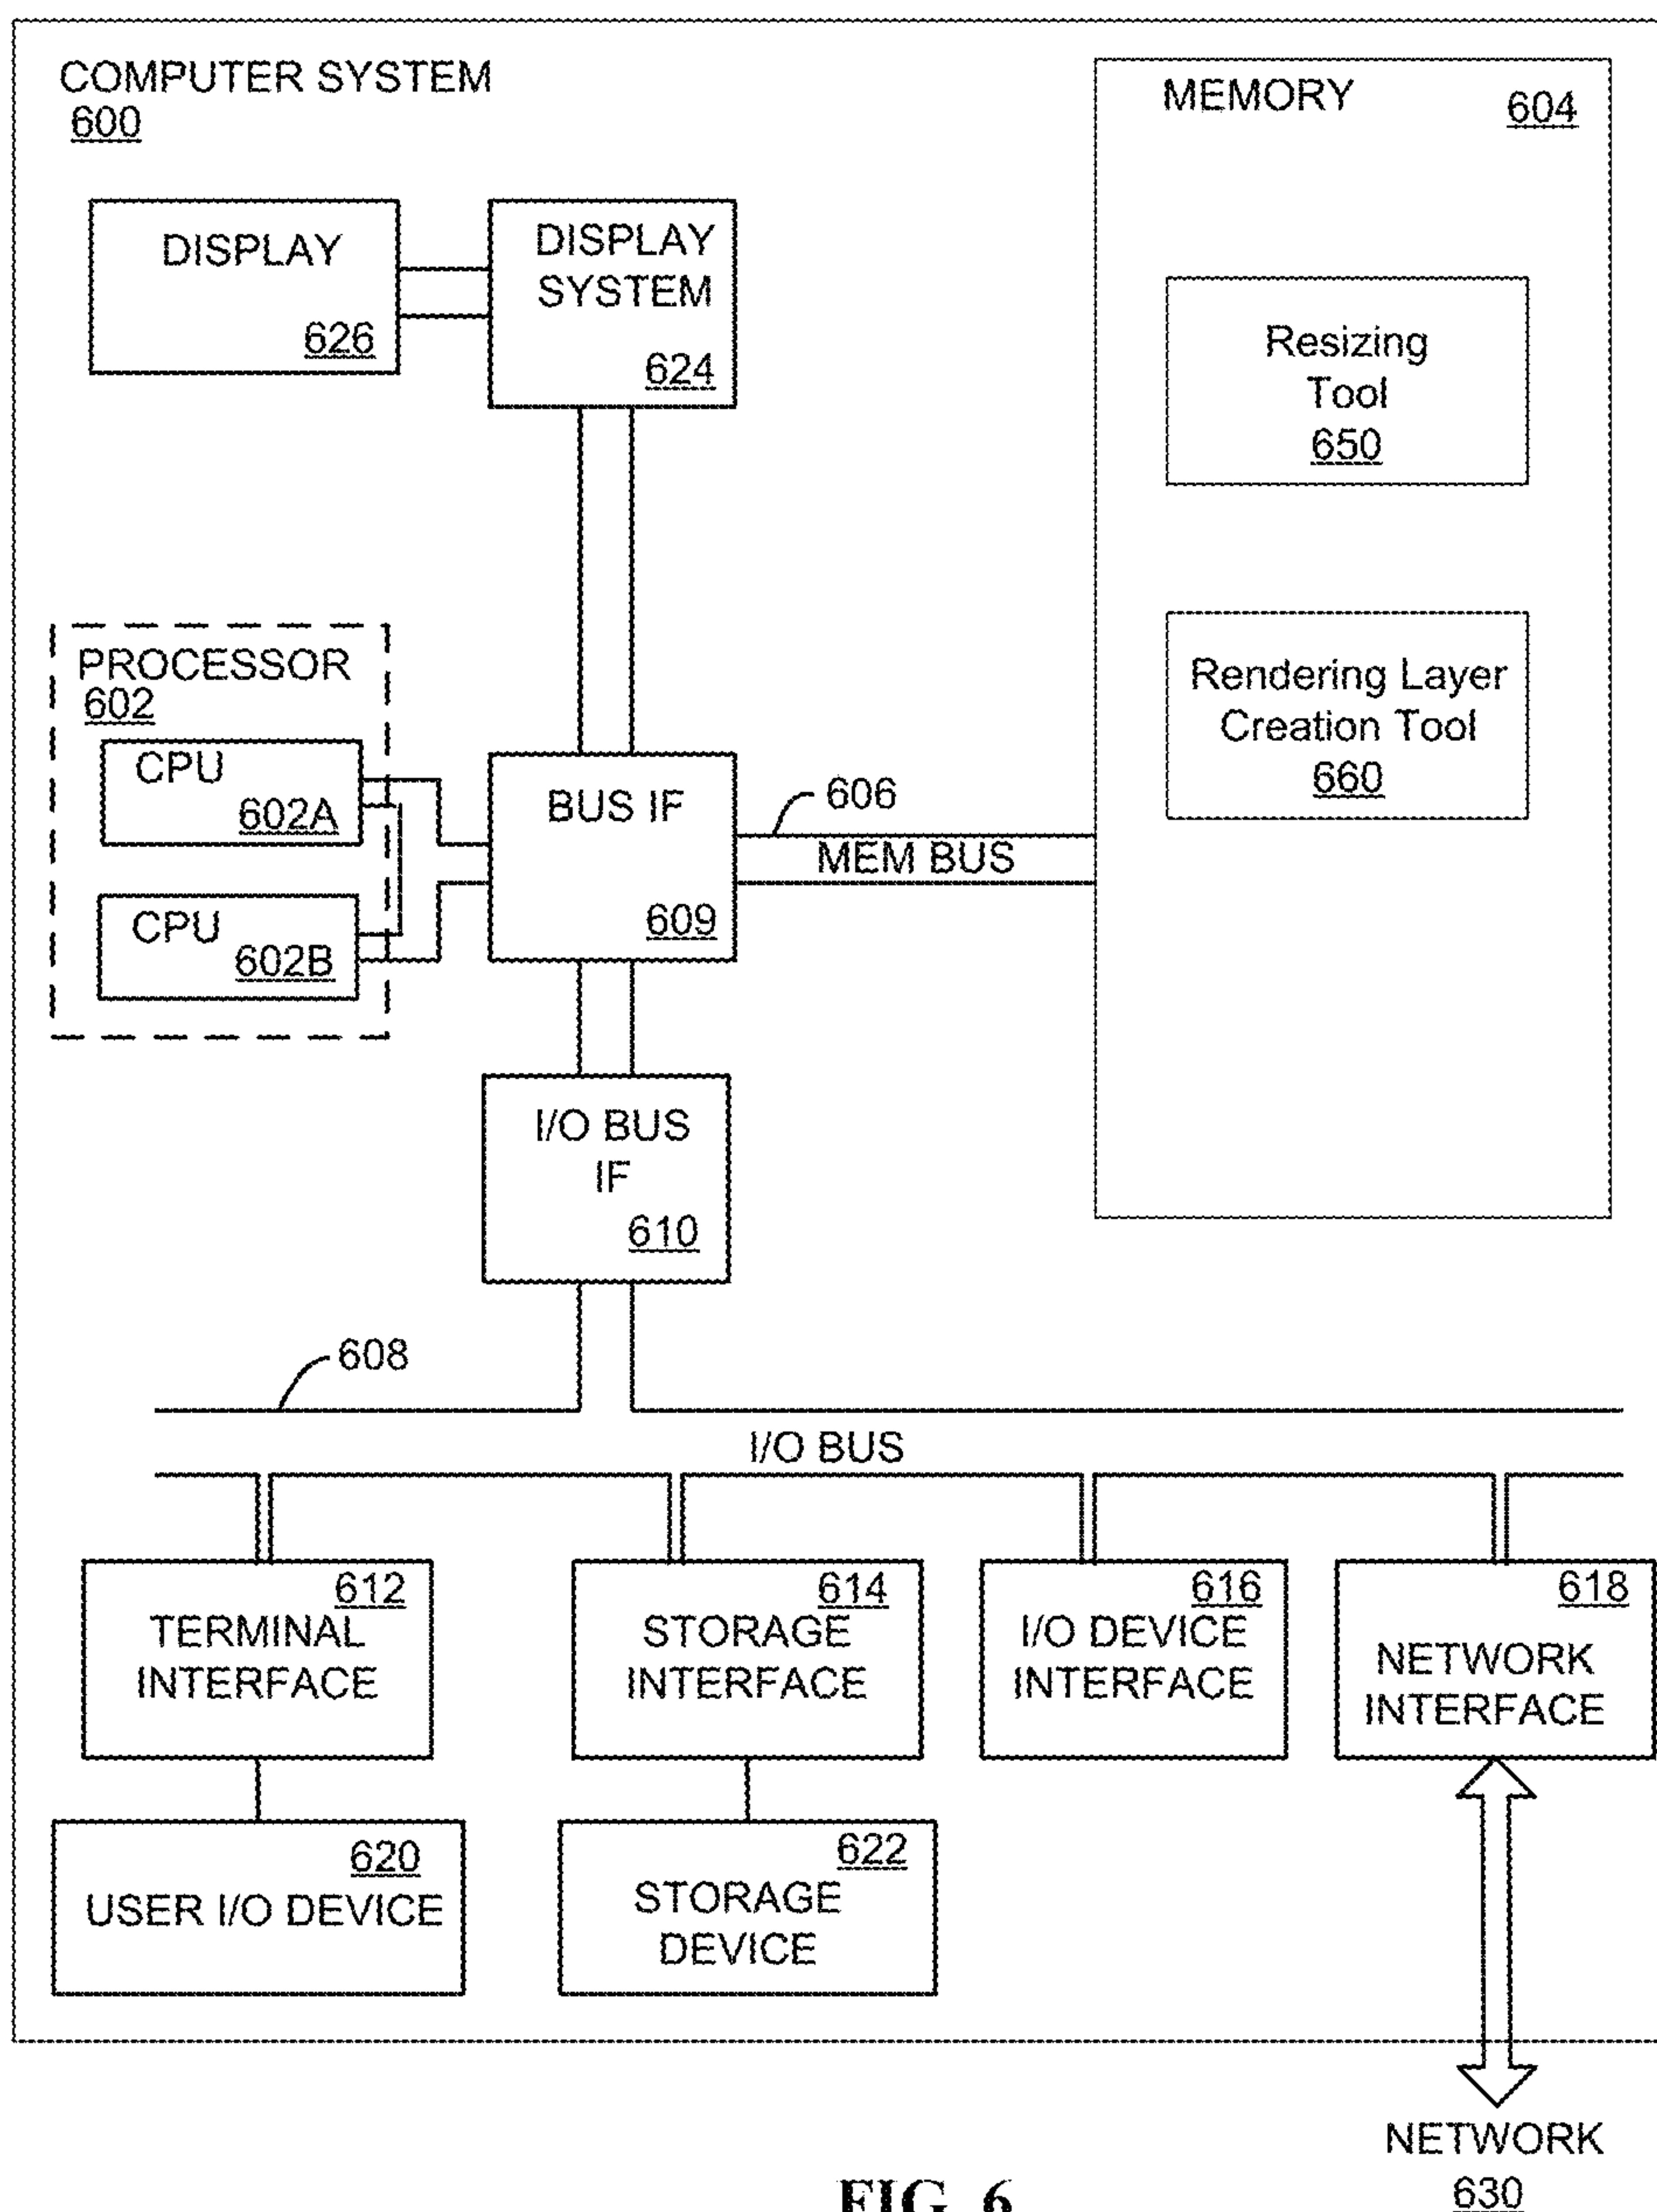 COMPUTER SYSTEM
600
MEMORY
604
DISPLAY
626
DISPLAY
SYSTEM
624
Resizing
Tool
650
Rendering Layer
Creation Tool
660
PROCESSOR
602
CPU
602A
CPU
602B
BUS IF
609
606
MEM BUS
I/O BUS
IF
610
608
I/O BUS
612
TERMINAL
INTERFACE
614
STORAGE
INTERFACE
616
I/O DEVICE
INTERFACE
618
NETWORK
INTERFACE
620
USER I/O DEVICE
622
STORAGE
DEVICE
NETWORK
630
FIG. 6